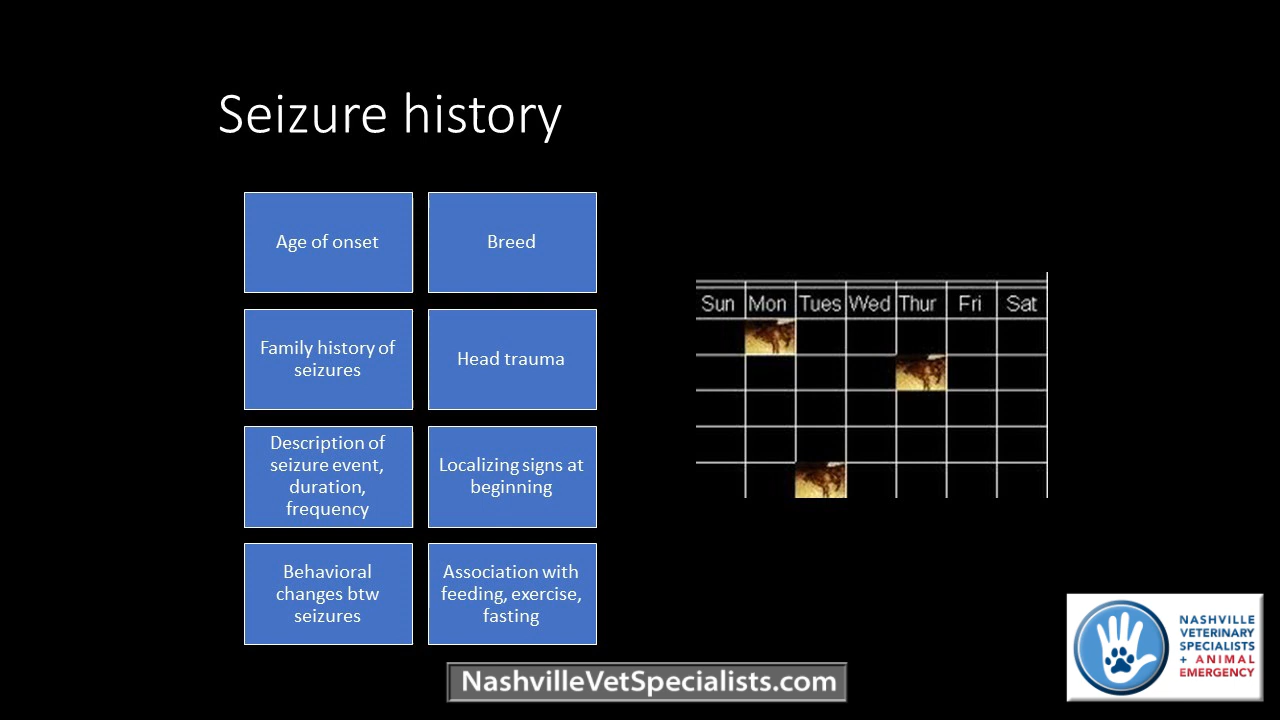 Seizure history
Age of onset
Breed
Family history of
seizures
Head trauma
Description of
seizure event,
duration,
frequency
Localizing signs at
beginning
Behavioral
changes btw
seizures
Association with
feeding, exercise,
fasting
Sun Mon Tues Wed Thur Fri Sat
NashvilleVetSpecialists.com
NASHVILLE
VETERINARY
SPECIALISTS
+ ANIMAL
EMERGENCY